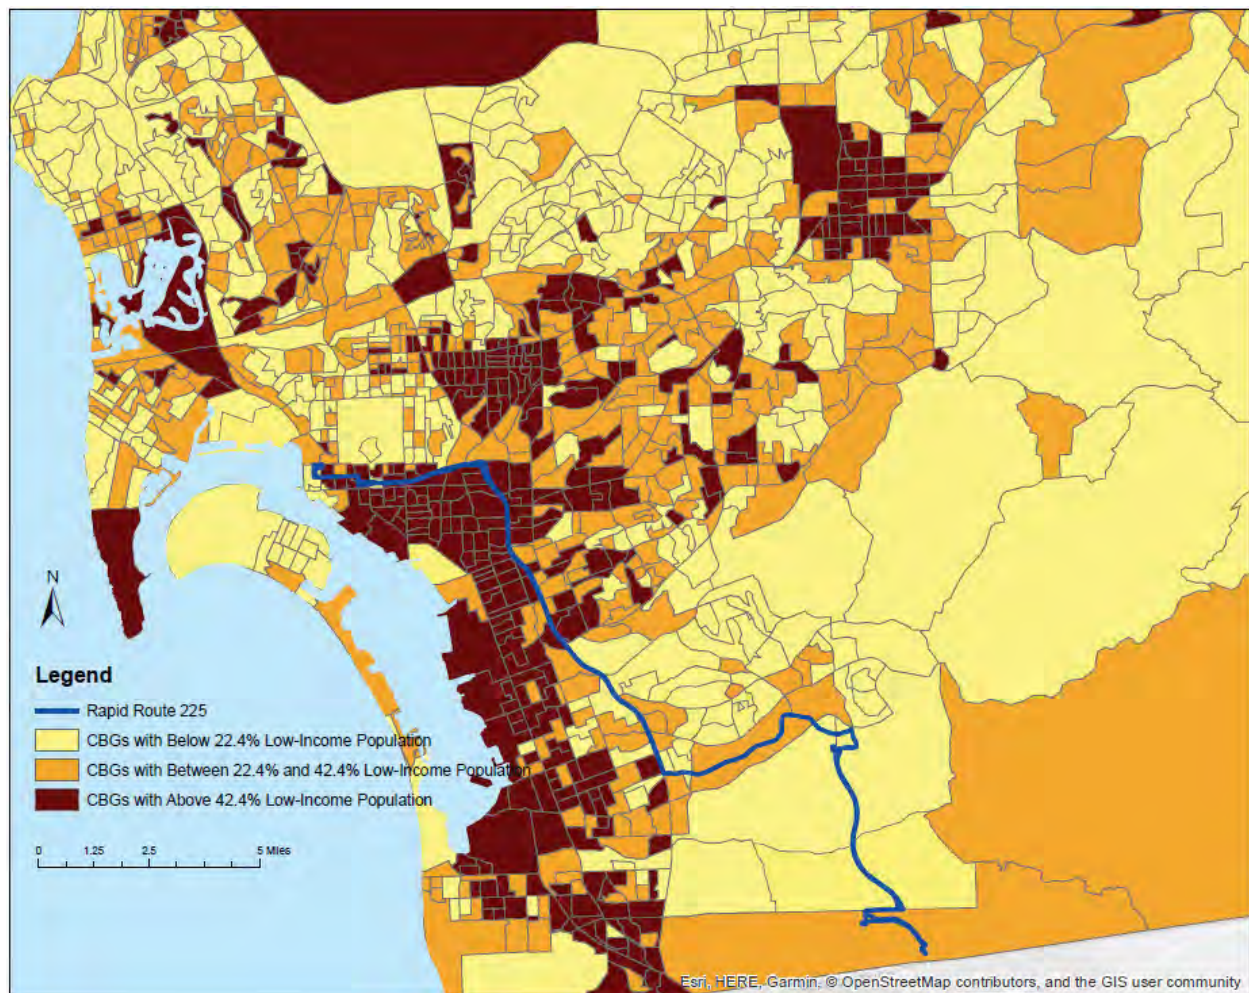 N
Legend
Rapid Route 225
CBGs with Below 22.4% Low-Income Population
CBGs with Between 22.4% and 42.4% Low-Income Population
CBGs with Above 42.4% Low-Income Population
0 1.25 2.5 5 Miles
Esri, HERE, Garmin, © OpenStreetMap contributors, and the GIS user community